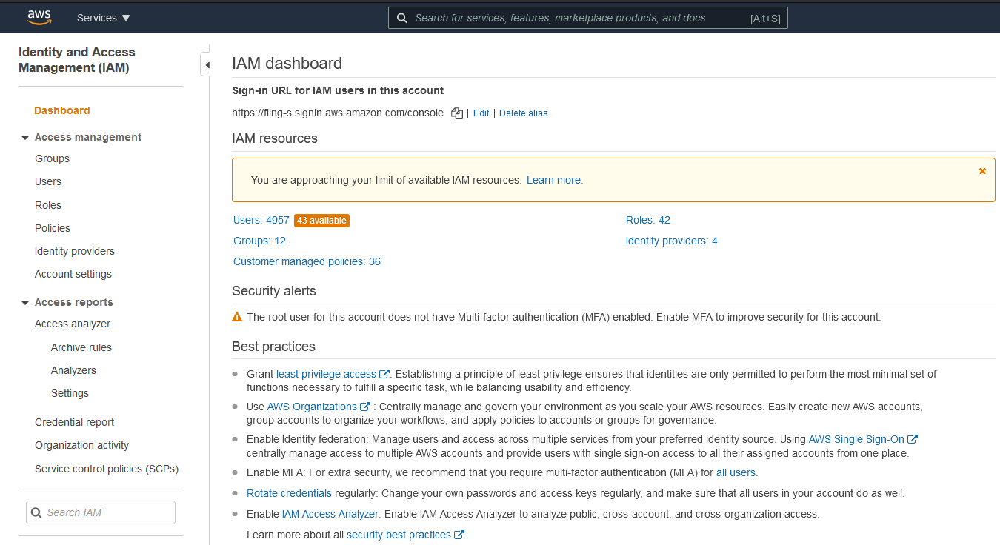 aws
Services
Search for services, features, marketplace products, and docs
[Alt+S]
Identity and Access
Management (IAM)
Dashboard
Access management
Groups
Users
Roles
Policies
Identity providers
Account settings
Access reports
Access analyzer
Archive rules
Analyzers
Settings
Credential report
Organization activity
Service control policies (SCPs)
Search IAM
IAM dashboard
Sign-in URL for IAM users in this account
https://fling-s.signin.aws.amazon.com/console | Edit | Delete alias
IAM resources
You are approaching your limit of available IAM resources. Learn more.
Users: 4957 43 available
Roles: 42
Groups: 12
Identity providers: 4
Customer managed policies: 36
Security alerts
The root user for this account does not have Multi-factor authentication (MFA) enabled. Enable MFA to improve security for this account.
Best practices
Grant least privilege access : Establishing a principle of least privilege ensures that identities are only permitted to perform the most minimal set of
functions necessary to fulfill a specific task, while balancing usability and efficiency.
Use AWS Organizations : Centrally manage and govern your environment as you scale your AWS resources. Easily create new AWS accounts,
group accounts to organize your workflows, and apply policies to accounts or groups for governance.
Enable Identity federation: Manage users and access across multiple services from your preferred identity source. Using AWS Single Sign-On
centrally manage access to multiple AWS accounts and provide users with single sign-on access to all their assigned accounts from one place.
Enable MFA: For extra security, we recommend that you require multi-factor authentication (MFA) for all users.
Rotate credentials regularly: Change your own passwords and access keys regularly, and make sure that all users in your account do as well.
Enable IAM Access Analyzer: Enable IAM Access Analyzer to analyze public, cross-account, and cross-organization access.
Learn more about all security best practices.